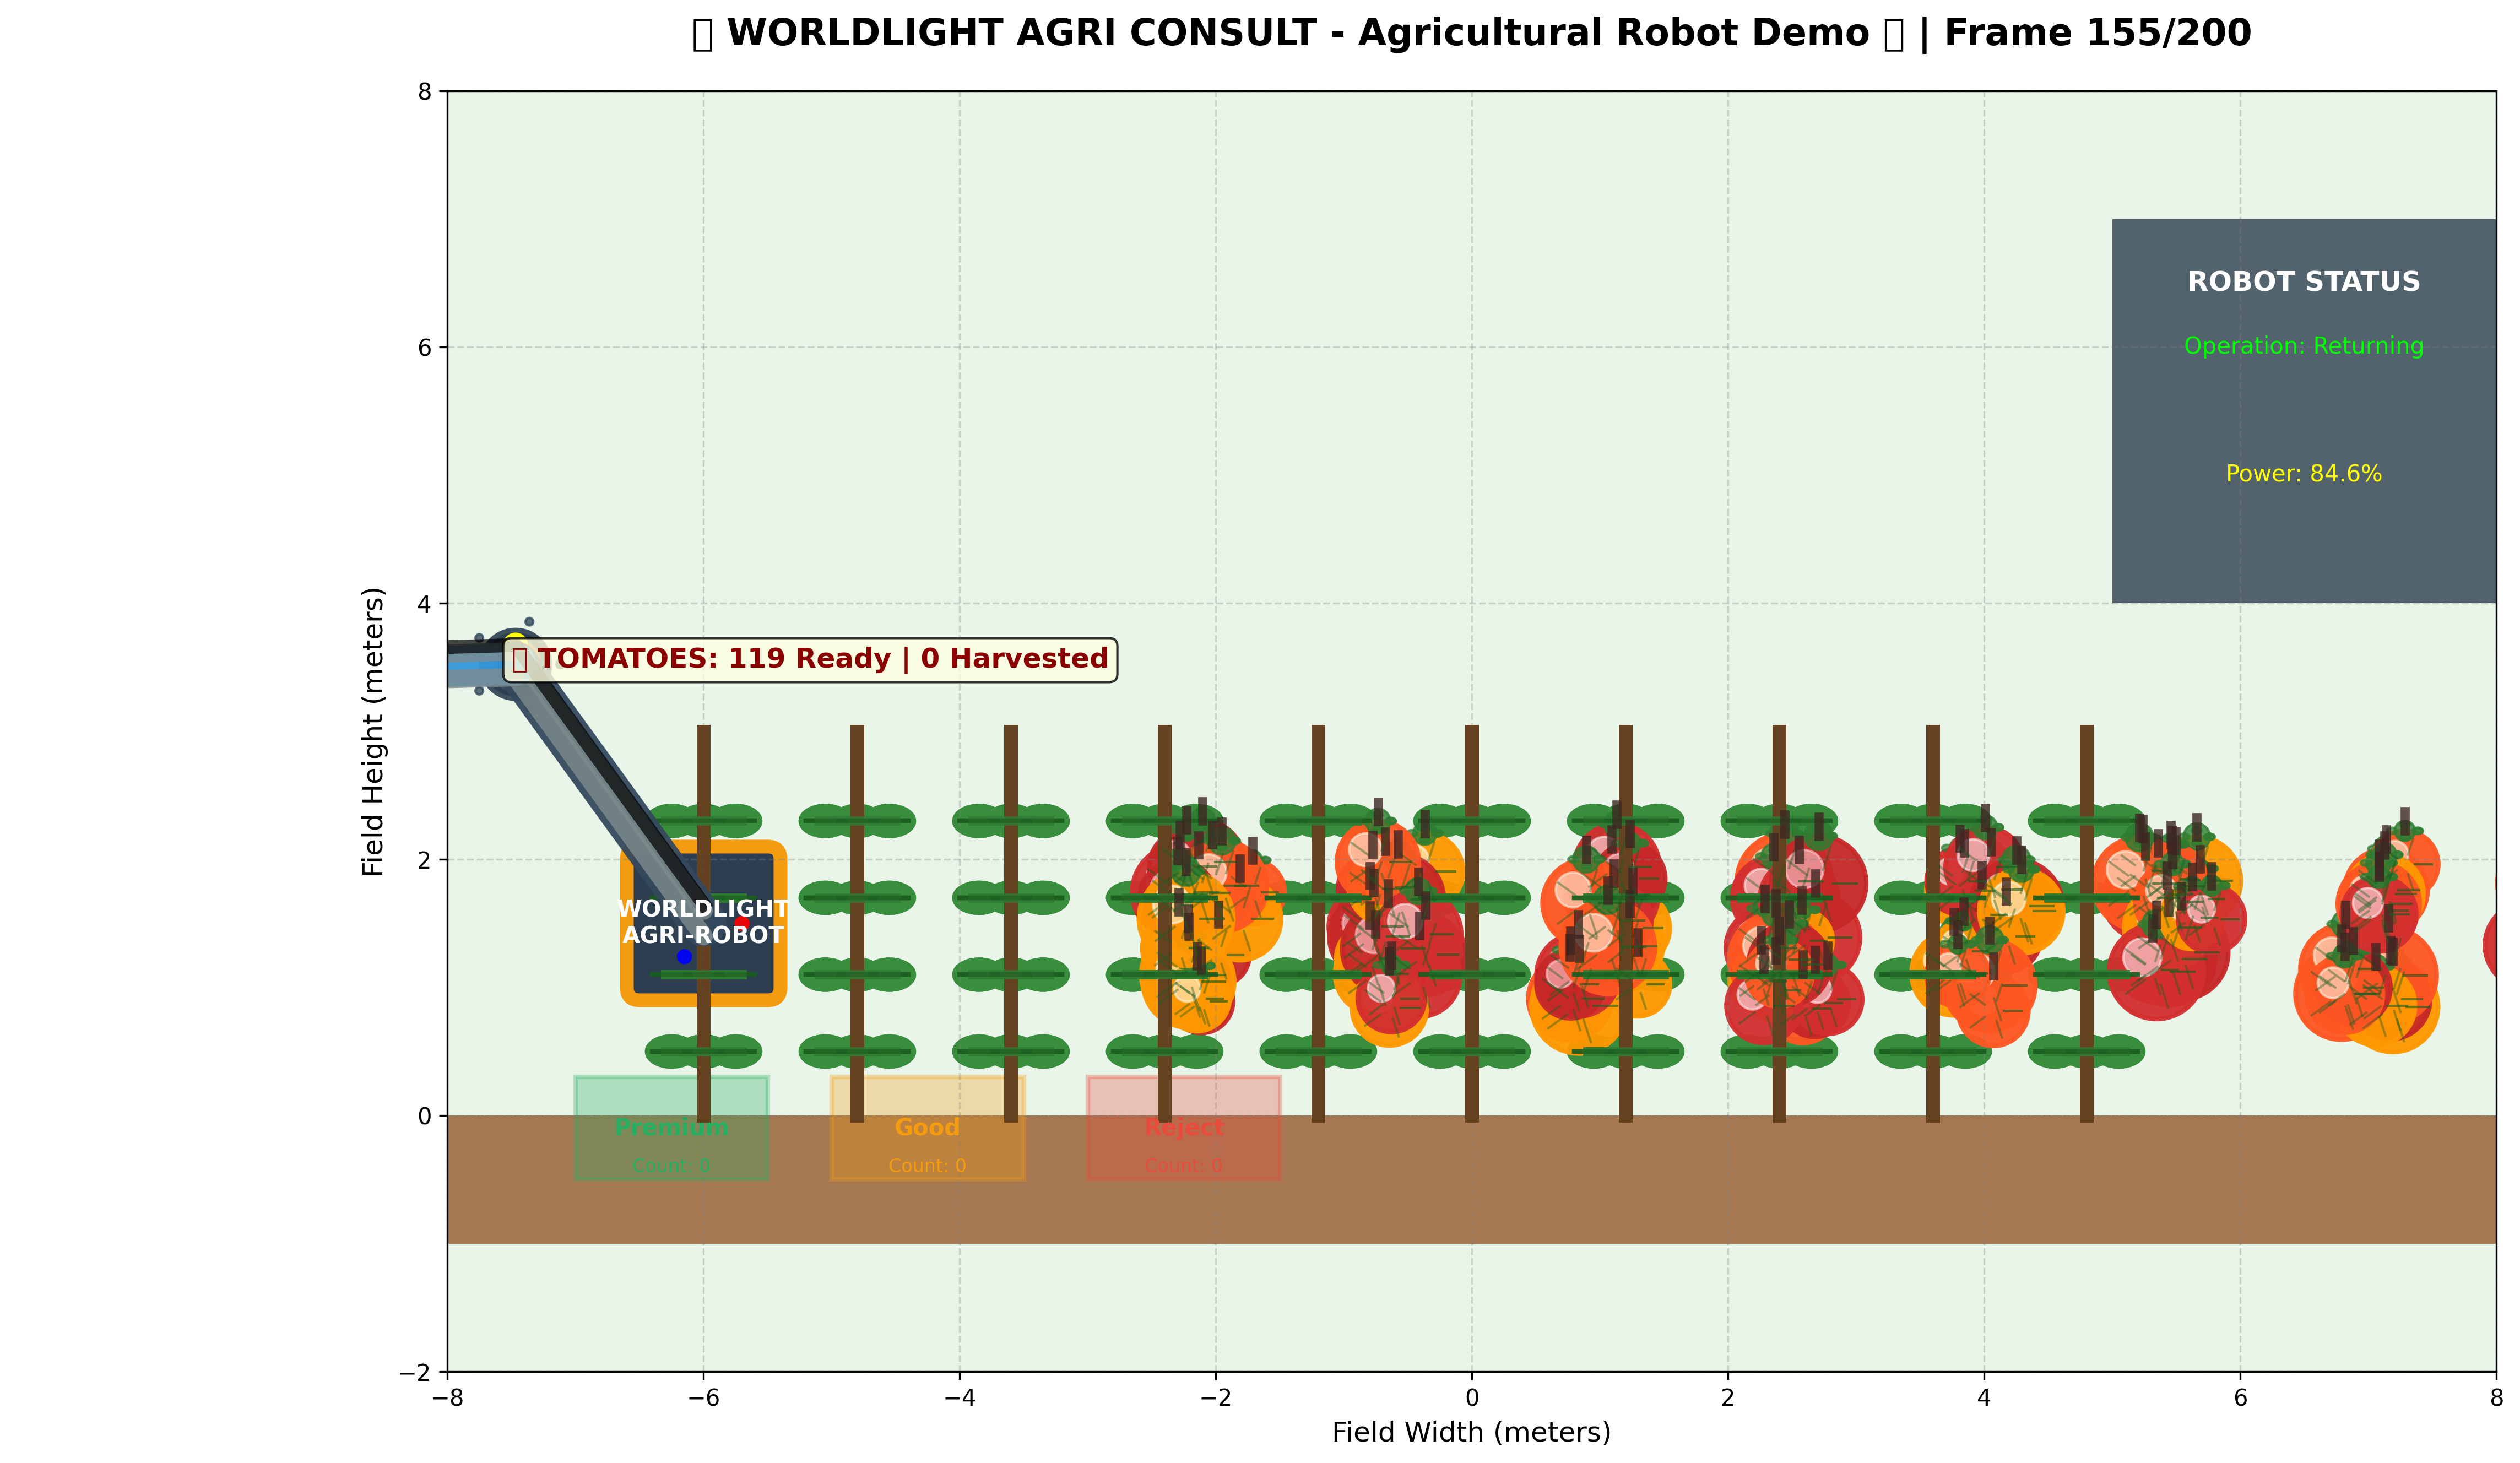 WORLDLIGHT AGRI CONSULT - Agricultural Robot Demo | Frame 155/200
8
6
4
2
0
−2
Field Height (meters)
ROBOT STATUS
Operation: Returning
Power: 84.6%
TOMATOES: 119 Ready | 0 Harvested
WORLDLIGHT
AGRI-ROBOT
Premium
Count: 0
Good
Count: 0
Reject
Count: 0
−8 −6 −4 −2 0 2 4 6 8
Field Width (meters)